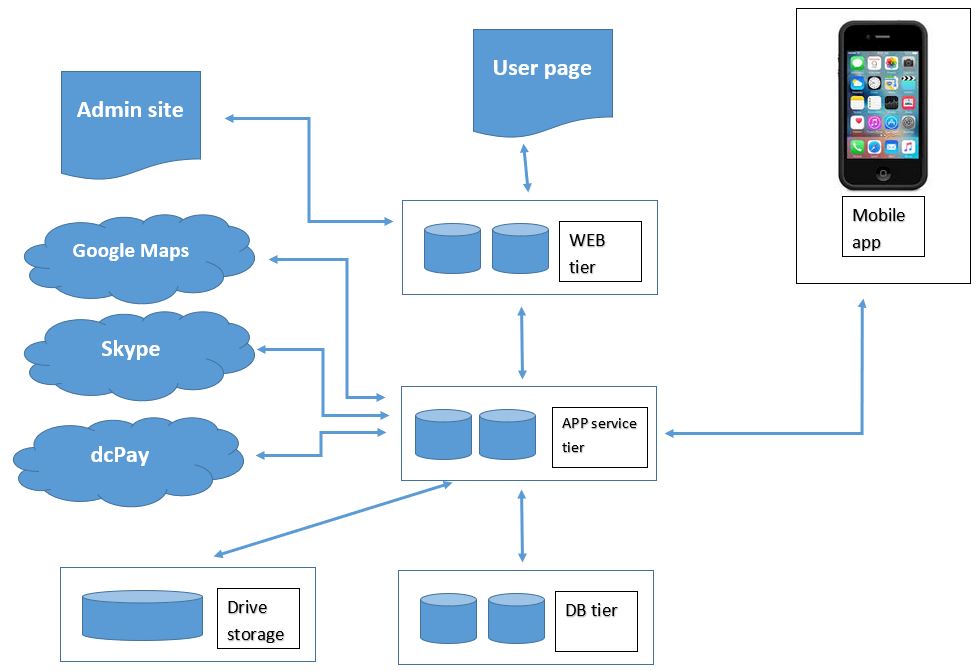 User page
Admin site
Mobile
app
Google Maps
WEB
tier
Skype
APP service
tier
dcPay
Drive
storage
DB tier